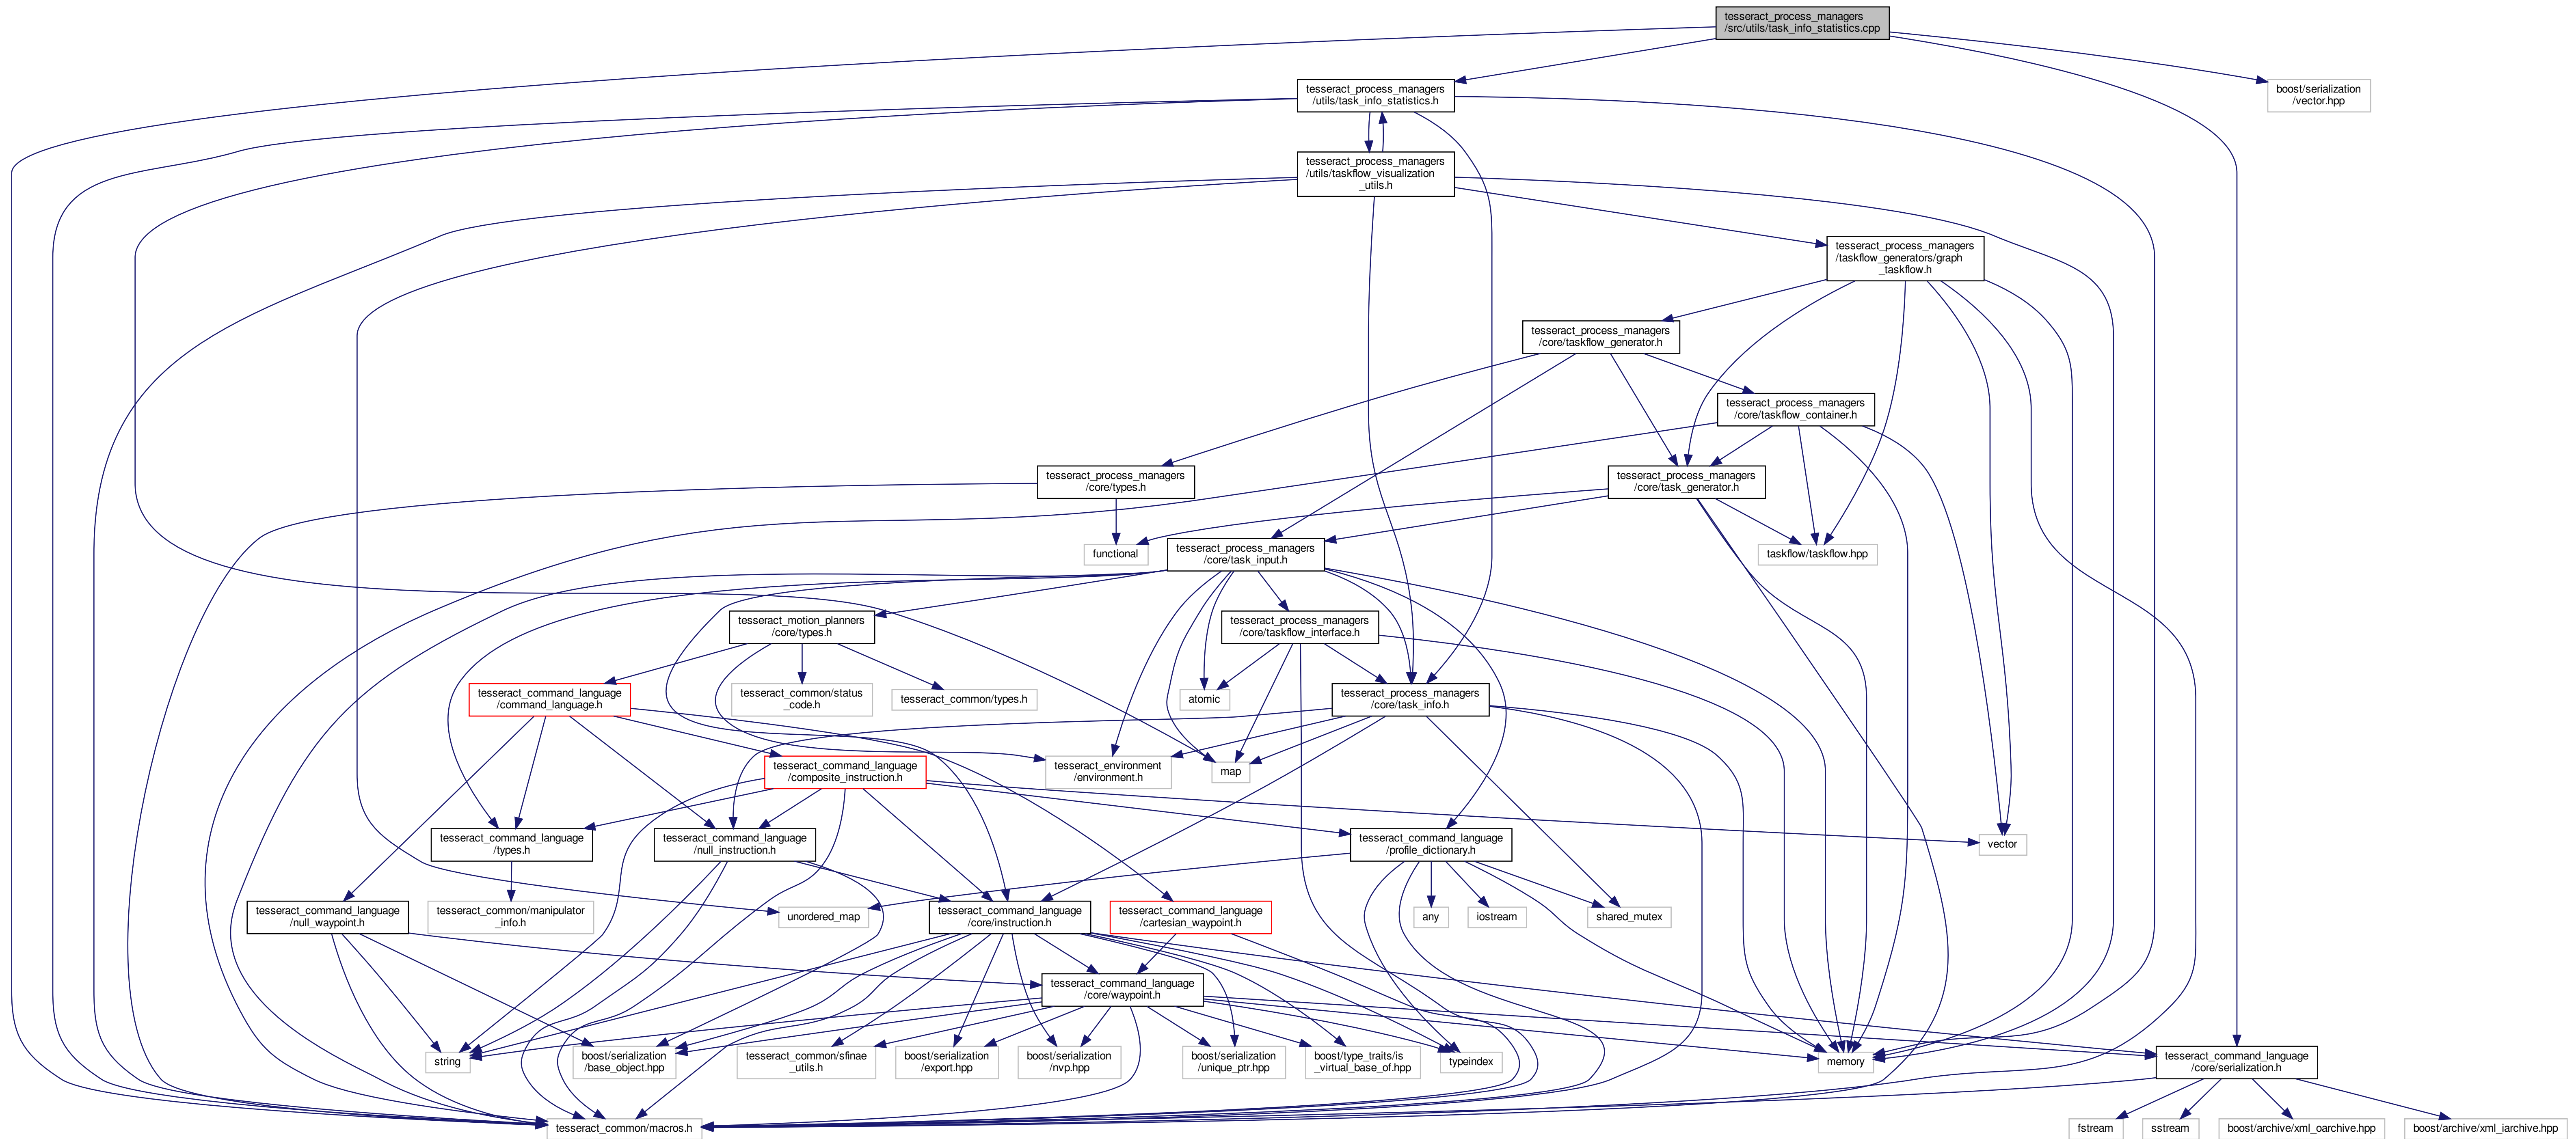 tesseract_process_managers
/src/utils/task_info_statistics.cpp
tesseract_process_managers
/utils/task_info_statistics.h
boost/serialization
/vector.hpp
tesseract_process_managers
/utils/taskflow_visualization
_utils.h
tesseract_process_managers
/taskflow_generators/graph
_taskflow.h
tesseract_process_managers
/core/taskflow_generator.h
tesseract_process_managers
/core/taskflow_container.h
tesseract_process_managers
/core/types.h
tesseract_process_managers
/core/task_generator.h
functional
tesseract_process_managers
/core/task_input.h
taskflow/taskflow.hpp
tesseract_motion_planners
/core/types.h
tesseract_process_managers
/core/taskflow_interface.h
tesseract_command_language
/command_language.h
tesseract_common/status
_code.h
tesseract_common/types.h
atomic
tesseract_process_managers
/core/task_info.h
tesseract_command_language
/composite_instruction.h
tesseract_environment
/environment.h
map
tesseract_command_language
/types.h
tesseract_command_language
/null_instruction.h
tesseract_command_language
/profile_dictionary.h
vector
tesseract_command_language
/null_waypoint.h
tesseract_common/manipulator
_info.h
unordered_map
tesseract_command_language
/core/instruction.h
tesseract_command_language
/cartesian_waypoint.h
any
iostream
shared_mutex
tesseract_command_language
/core/waypoint.h
string
boost/serialization
/base_object.hpp
tesseract_common/sfinae
_utils.h
boost/serialization
/export.hpp
boost/serialization
/nvp.hpp
boost/serialization
/unique_ptr.hpp
boost/type_traits/is
_virtual_base_of.hpp
typeindex
memory
tesseract_command_language
/core/serialization.h
tesseract_common/macros.h
fstream
sstream
boost/archive/xml_oarchive.hpp
boost/archive/xml_iarchive.hpp